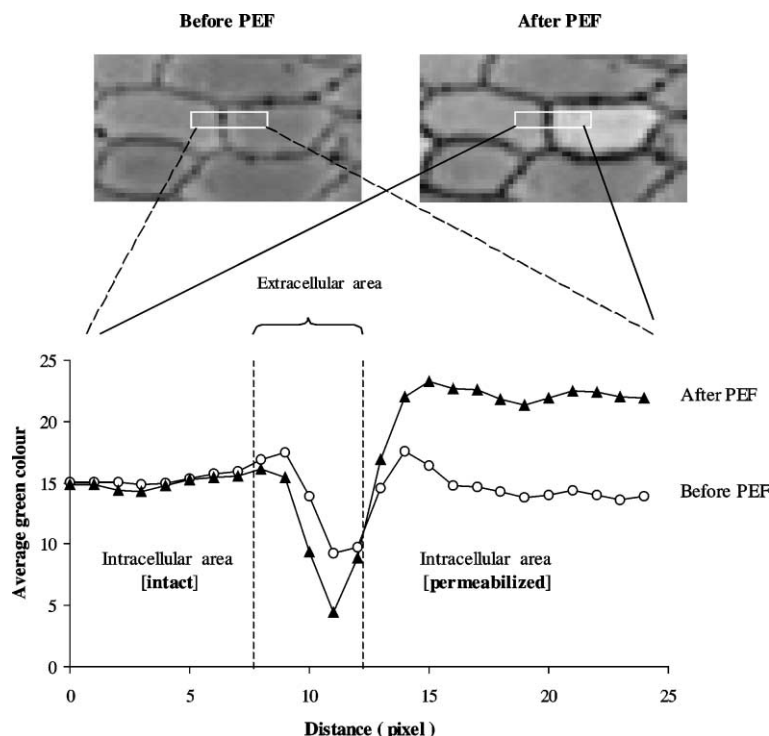 Before PEF
After PEF
Extracellular area
25
20
15
10
5
0
Average green colour
After PEF
Before PEF
Intracellular area
[intact]
Intracellular area
[permeabilized]
0
5
10
15
20
25
Distance ( pixel )